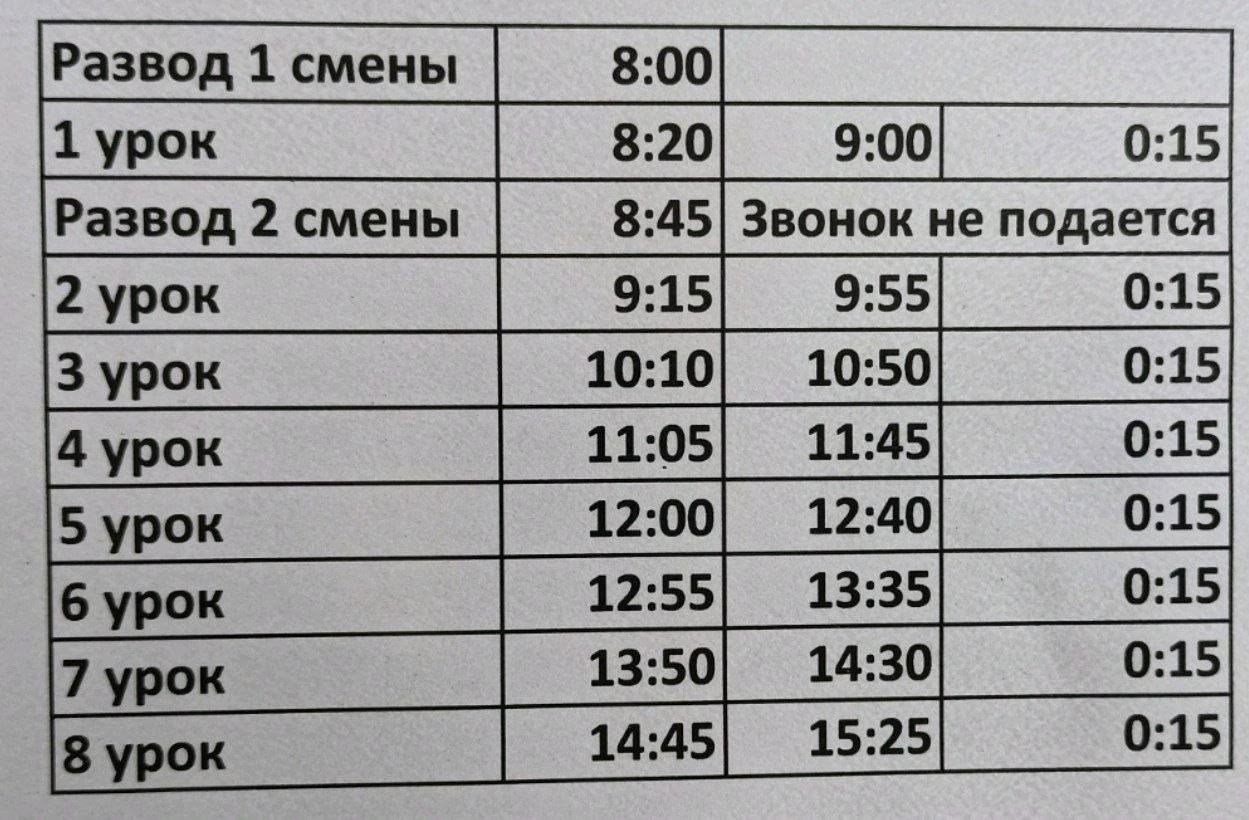 Развод 1 смены 8:00
1 урок 8:20 9:00 0:15
Развод 2 смены 8:45 Звонок не подается
2 урок 9:15 9:55 0:15
3 урок 10:10 10:50 0:15
4 урок 11:05 11:45 0:15
5 урок 12:00 12:40 0:15
6 урок 12:55 13:35 0:15
7 урок 13:50 14:30 0:15
8 урок 14:45 15:25 0:15